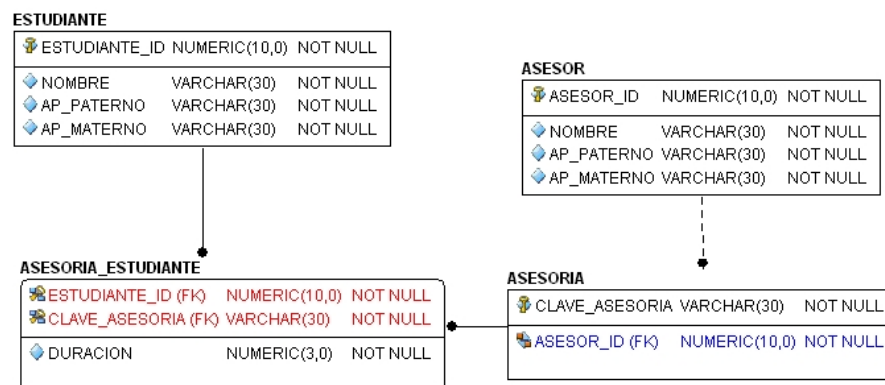 ESTUDIANTE
ESTUDIANTE_ID NUMERIC(10,0) NOT NULL
NOMBRE VARCHAR(30) NOT NULL
AP_PATERNO VARCHAR(30) NOT NULL
AP_MATERNO VARCHAR(30) NOT NULL
ASESOR
ASESOR_ID NUMERIC(10,0) NOT NULL
NOMBRE VARCHAR(30) NOT NULL
AP_PATERNO VARCHAR(30) NOT NULL
AP_MATERNO VARCHAR(30) NOT NULL
ASESORIA_ESTUDIANTE
ESTUDIANTE_ID (FK) NUMERIC(10,0) NOT NULL
CLAVE_ASESORIA (FK) VARCHAR(30) NOT NULL
DURACION NUMERIC(3,0) NOT NULL
ASESORIA
CLAVE_ASESORIA VARCHAR(30) NOT NULL
ASESOR_ID (FK) NUMERIC(10,0) NOT NULL